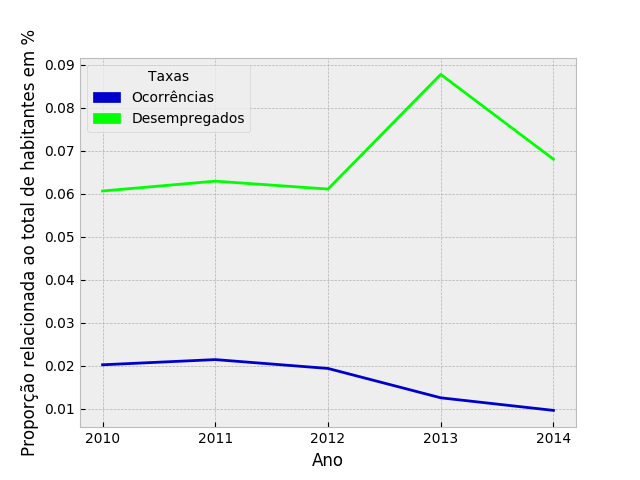 Proporção relacionada ao total de habitantes em %
0.09
0.08
0.07
0.06
0.05
0.04
0.03
0.02
0.01
Taxas
Ocorrências
Desempregados
2010 2011 2012 2013 2014
Ano